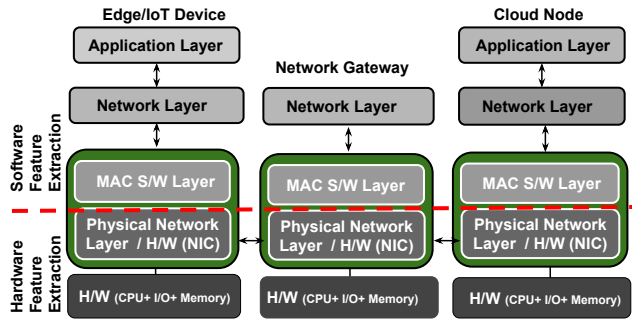 Edge/IoT Device
Cloud Node
Application Layer
Application Layer
Network Gateway
Network Layer
Network Layer
Network Layer
Software
Feature
Extraction
MAC S/W Layer
MAC S/W Layer
MAC S/W Layer
Hardware
Feature
Extraction
Physical Network
Layer / H/W (NIC)
Physical Network
Layer / H/W (NIC)
Physical Network
Layer / H/W (NIC)
H/W (CPU+ I/O+ Memory)
H/W (CPU+ I/O+ Memory)
H/W (CPU+ I/O+ Memory)